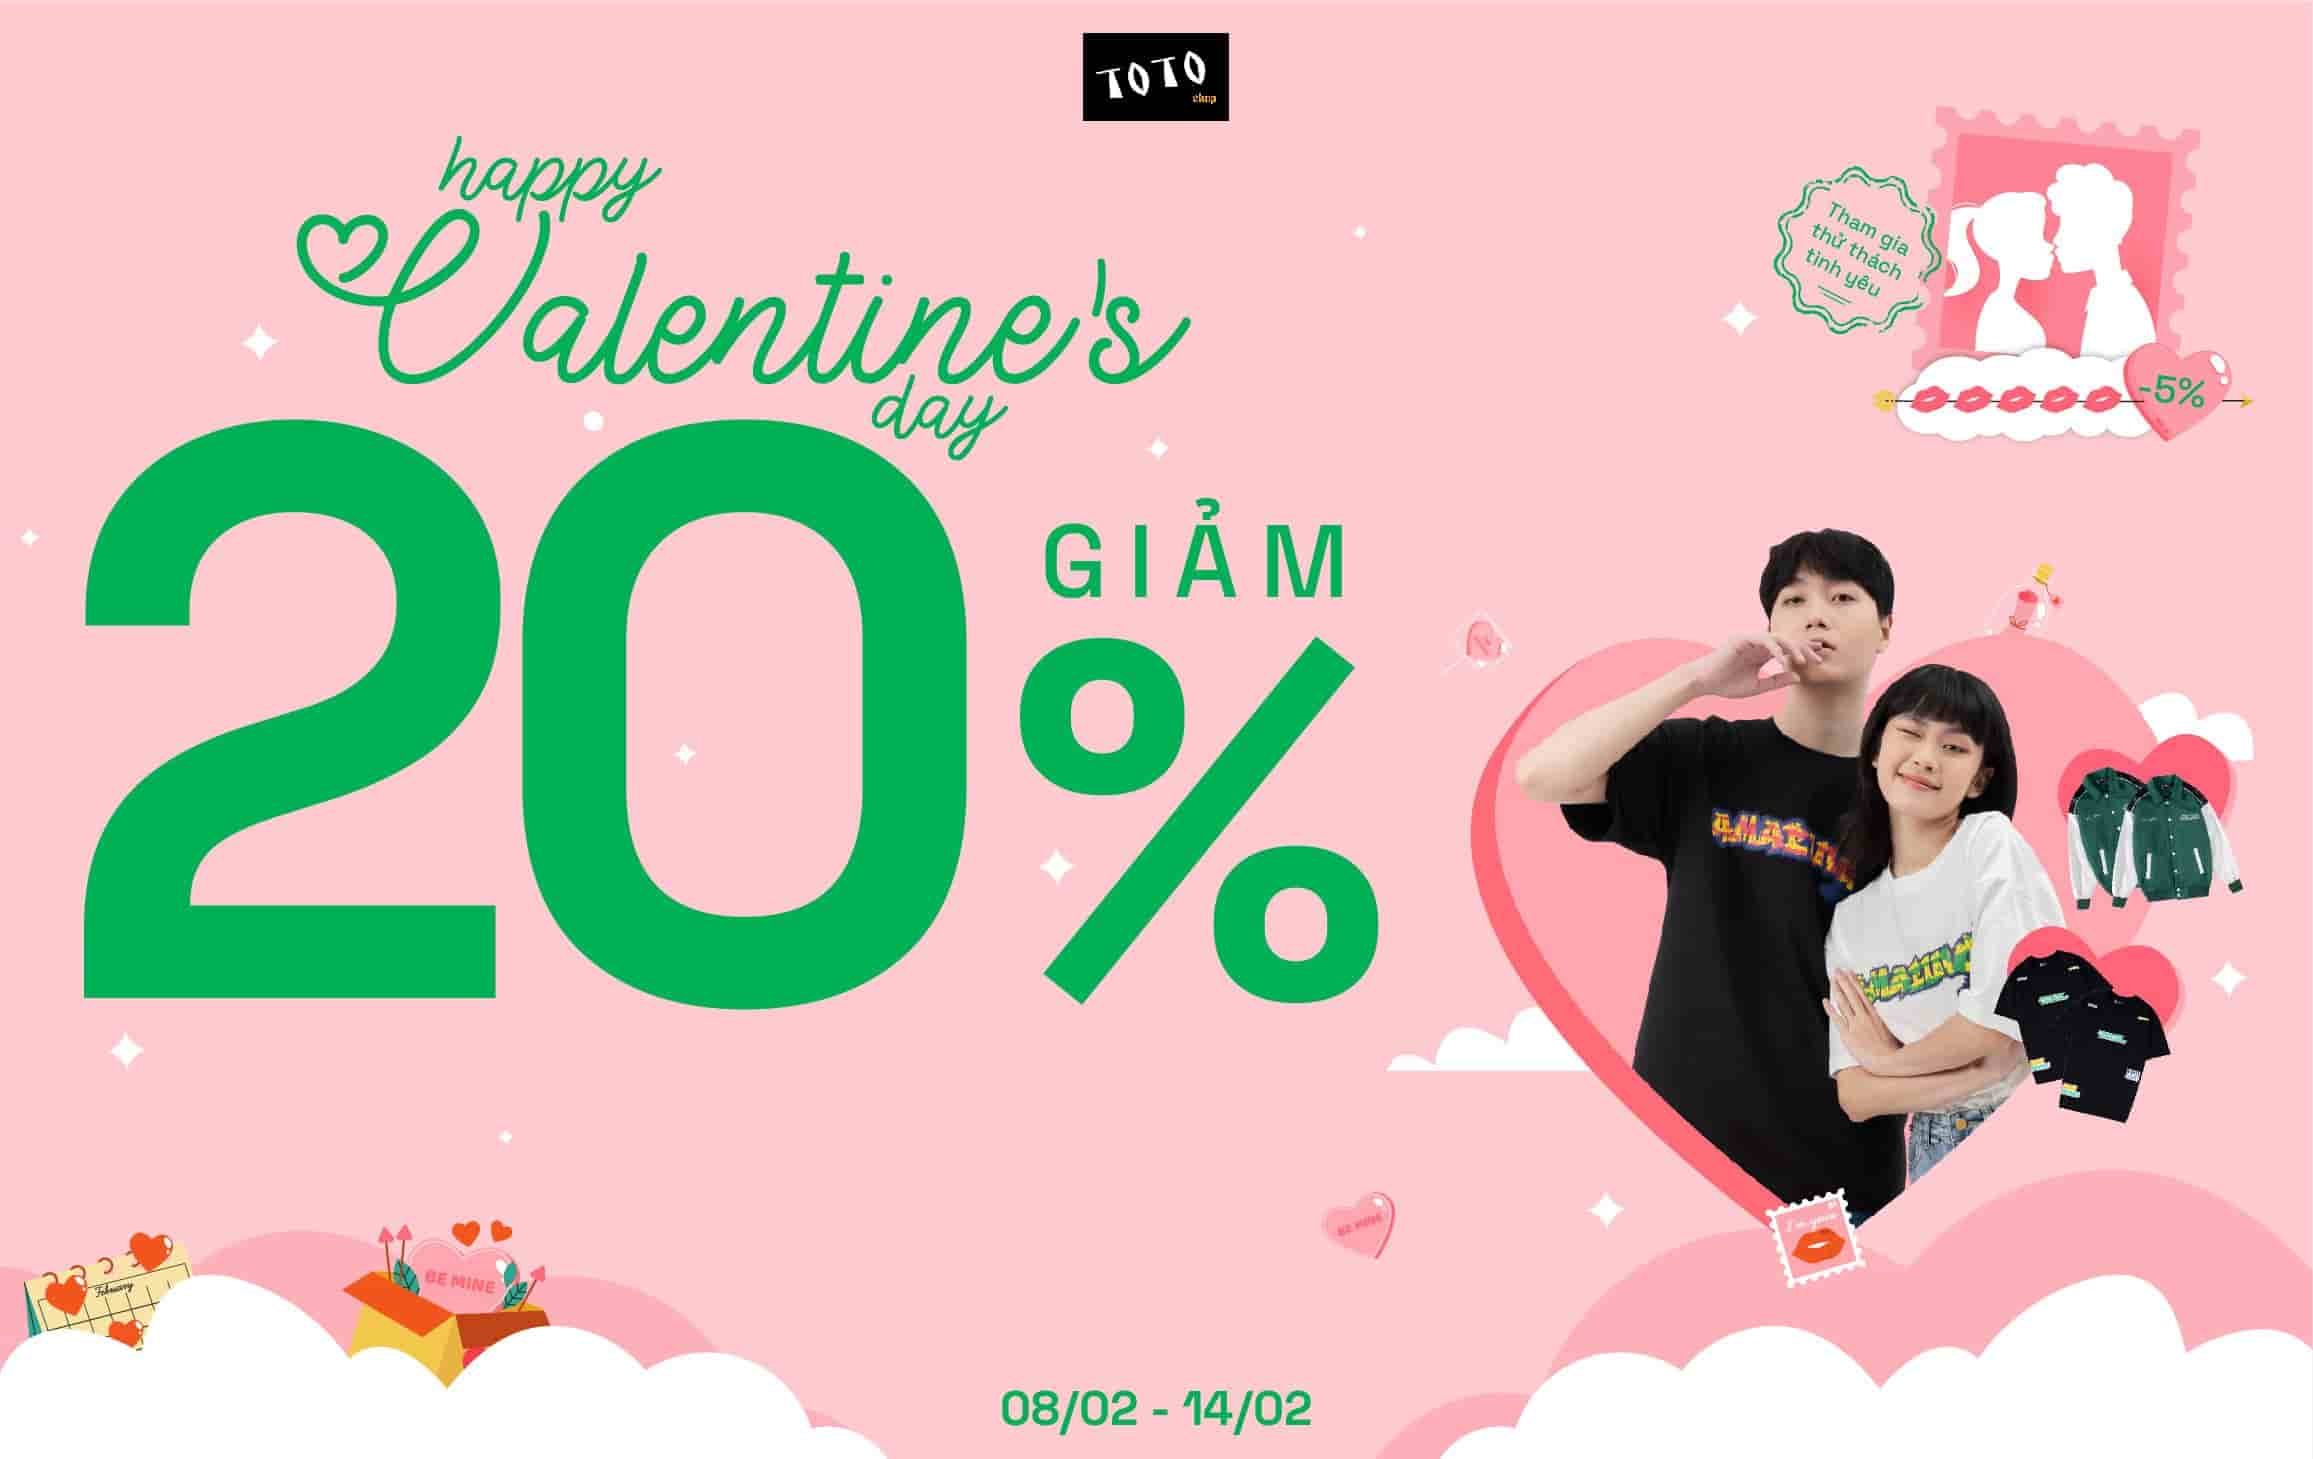 TOTO
shop
happy
Valentine's
day
20%
GIẢM
Tham gia
thử thách
tình yêu
-5%
BE MINE
February
BE MINE
08/02 - 14/02